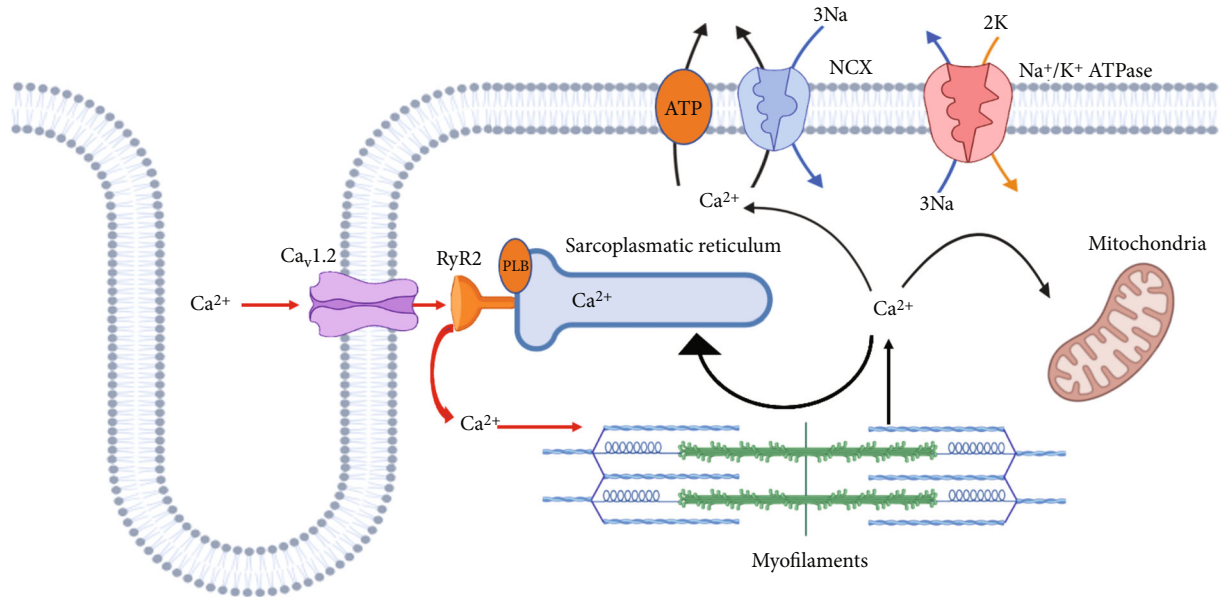 3Na
2K
NCX
Na⁺/K⁺ ATPase
ATP
Ca²⁺
3Na
Sarcoplasmatic reticulum
Mitochondria
Caᵥ1.2
RyR2
PLB
Ca²⁺
Ca²⁺
Ca²⁺
Ca²⁺
Myofilaments